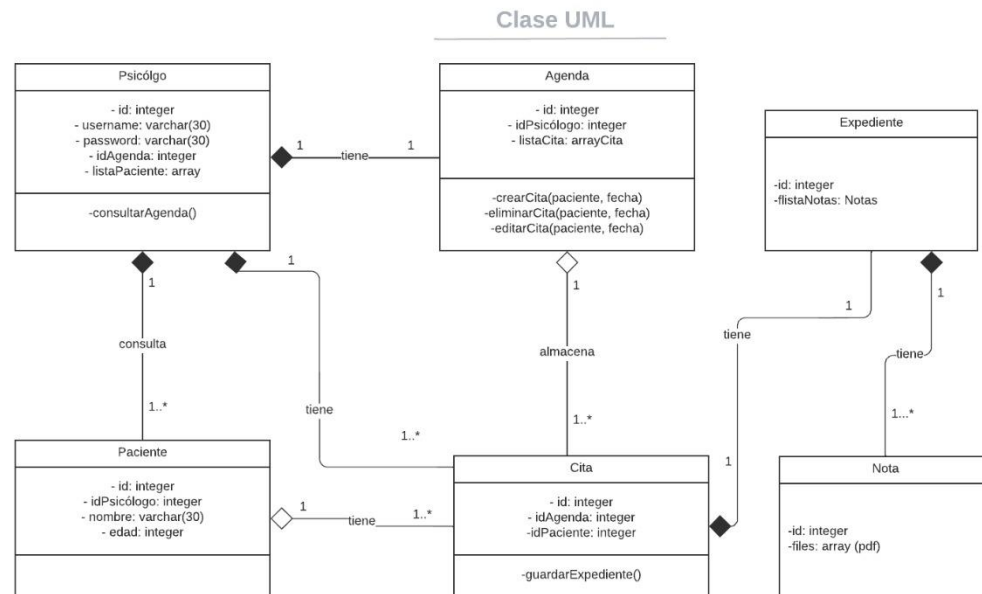 Clase UML
Psicólgo
- id: integer
- username: varchar(30)
- password: varchar(30)
- idAgenda: integer
- listaPaciente: array
-consultarAgenda()
1
tiene
1
Agenda
- id: integer
- idPsicólogo: integer
- listaCita: arrayCita
-crearCita(paciente, fecha)
-eliminarCita(paciente, fecha)
-editarCita(paciente, fecha)
Expediente
-id: integer
-flistaNotas: Notas
1
consulta
1..*
1
tiene
1..*
1
almacena
1..*
1
tiene
1
1
tiene
1...*
Paciente
- id: integer
- idPsicólogo: integer
- nombre: varchar(30)
- edad: integer
1
tiene
1..*
Cita
- id: integer
- idAgenda: integer
-idPaciente: integer
-guardarExpediente()
Nota
-id: integer
-files: array (pdf)